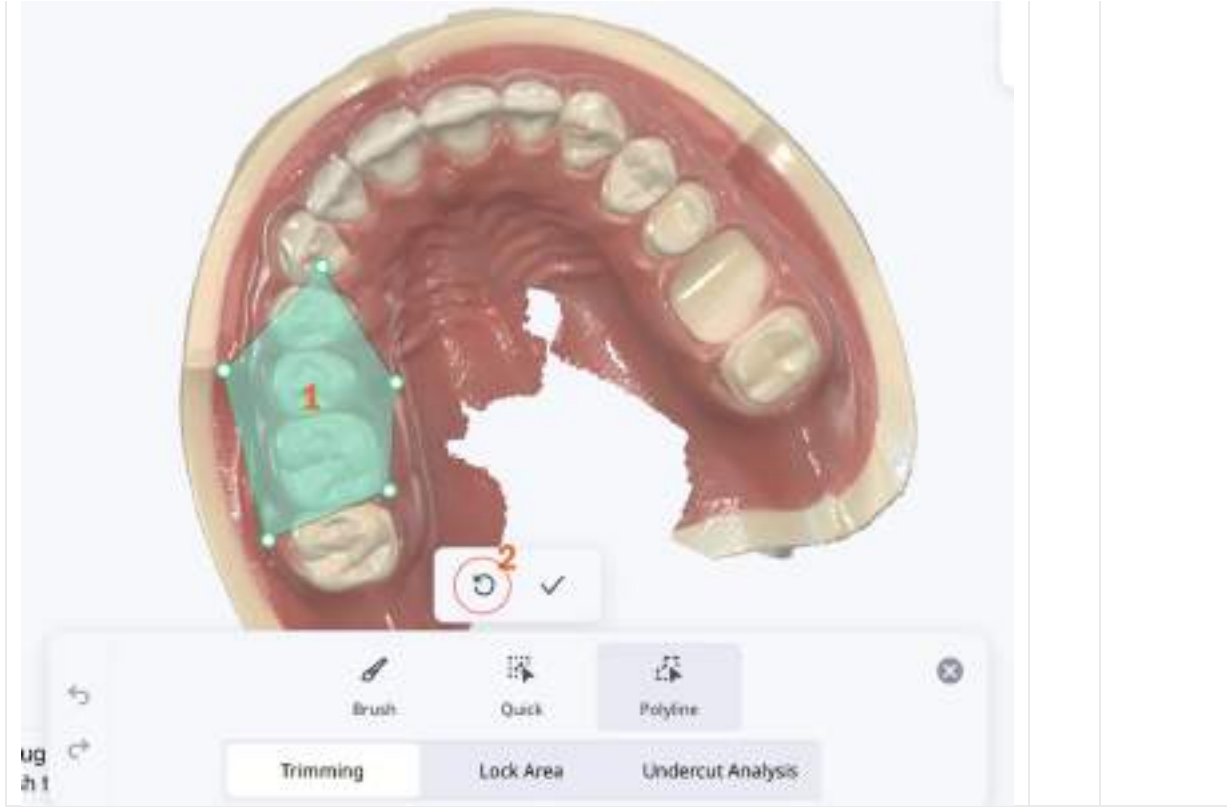 1
2
Brush
Quick
Polyline
ug
Trimming
Lock Area
Undercut Analysis